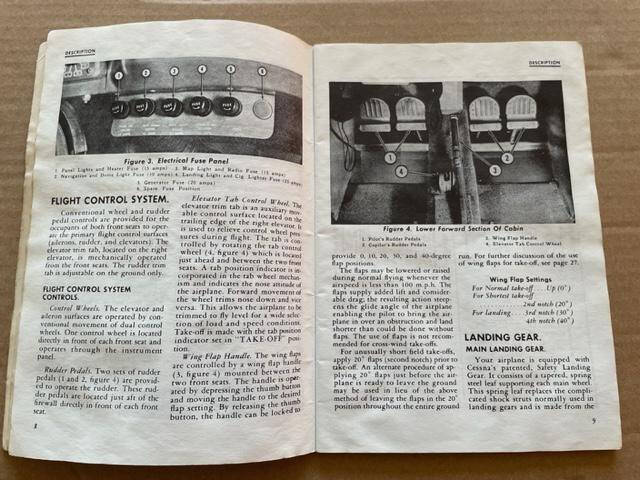 DESCRIPTION
1
2
3
4
5
6
Figure 3. Electrical Fuse Panel
1. Panel Lights and Heater Fuse (15 amps) 3. Map Light and Radio Fuse (15 amps)
2. Navigation and Dome Light Fuse (10 amps) 4. Landing Light and Cig. Lighter Fuse (25 amps)
5. Generator Fuse (20 amps)
6. Spare Fuse Position
FLIGHT CONTROL SYSTEM.
Conventional wheel and rudder
pedal controls are provided for the
occupants of both front seats to oper-
ate the primary flight control surfaces
(ailerons, rudder, and elevators). The
elevator trim tab, located on the right
elevator, is mechanically operated
from the front seats. The rudder trim
tab is adjustable on the ground only.
FLIGHT CONTROL SYSTEM
CONTROLS.
Control Wheels. The elevator and
aileron surfaces are operated by con-
ventional movement of dual control
wheels. One control wheel is located
directly in front of each front seat and
operates through the instrument
panel.
Rudder Pedals. Two sets of rudder
pedals (1 and 2, figure 4) are provid-
ed to operate the rudder. These rud-
der pedals are located just aft of the
firewall directly in front of each front
seat.
8
Elevator Tab Control Wheel. The
elevator trim tab is an auxiliary mov-
able control surface located on the
trailing edge of the right elevator. It
is used to relieve control wheel pres-
sures during flight. The tab is con-
trolled by rotating the tab control
wheel (4, figure 4) which is located
just ahead and between the two front
seats. A tab position indicator is in-
corporated in the tab wheel mechan-
ism and indicates the nose attitude of
the airplane. Forward movement of
the wheel trims nose down and vice
versa. This allows the airplane to be
trimmed to fly level for a wide selec-
tion of load and speed conditions.
Take-off is made with the tab position
indicator set in "TAKE-OFF" posi-
tion.
Wing Flap Handle. The wing flaps
are controlled by a wing flap handle
(3, figure 4) mounted between the
two front seats. The handle is oper-
ated by depressing the thumb button
and moving the handle to the desired
flap setting. By releasing the thumb
button, the handle can be locked to
DESCRIPTION
1
2
3
4
Figure 4. Lower Forward Section Of Cabin
1. Pilot's Rudder Pedals 3. Wing Flap Handle
2. Copilot's Rudder Pedals 4. Elevator Tab Control Wheel
provide 0, 10, 20, 30, and 40-degree
flap positions.
The flaps may be lowered or raised
during normal flying whenever the
airspeed is less than 100 m.p.h. The
flaps supply added lift and consider-
able drag; the resulting action steep-
ens the glide angle of the airplane
enabling the pilot to bring the air-
plane in over an obstruction and land
shorter than could be done without
flaps. The use of flaps is not recom-
mended for cross-wind take-offs.
For unusually short field take-offs,
apply 20° flaps (second notch) prior to
take-off. An alternate procedure of ap-
plying 20° flaps just before the air-
plane is ready to leave the ground
may be used in lieu of the above
method of leaving the flaps in the 20°
position throughout the entire ground
run. For further discussion of the use
of wing flaps for take-off, see page 27.
Wing Flap Settings
For Normal take-off.... Up (0°)
For Shortest take-off
2nd notch (20°)
For landing..... 3rd notch (30°)
4th notch (40°)
LANDING GEAR.
MAIN LANDING GEAR.
Your airplane is equipped with
Cessna's patented, Safety Landing
Gear. It consists of a tapered, spring
steel leaf supporting each main wheel.
This spring leaf replaces the compli-
cated shock struts normally used in
landing gears and is made from the
9